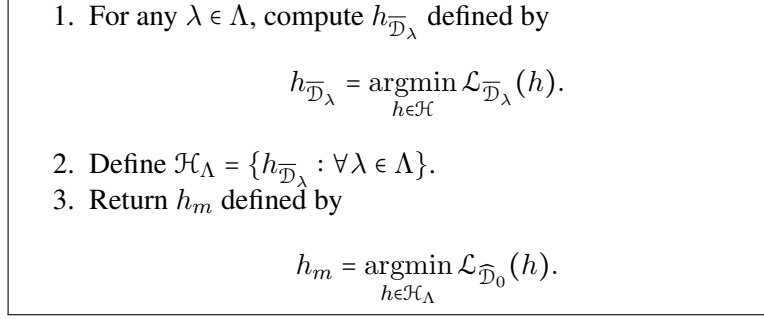 1. For any λ ∈ Λ, compute h_{\overline{𝒟}_λ} defined by
h_{\overline{𝒟}_λ} = argmin_{h∈ℋ} ℒ_{\overline{𝒟}_λ}(h).
2. Define ℋ_Λ = {h_{\overline{𝒟}_λ} : ∀λ ∈ Λ}.
3. Return h_m defined by
h_m = argmin_{h∈ℋ_Λ} ℒ_{\widehat{𝒟}_0}(h).